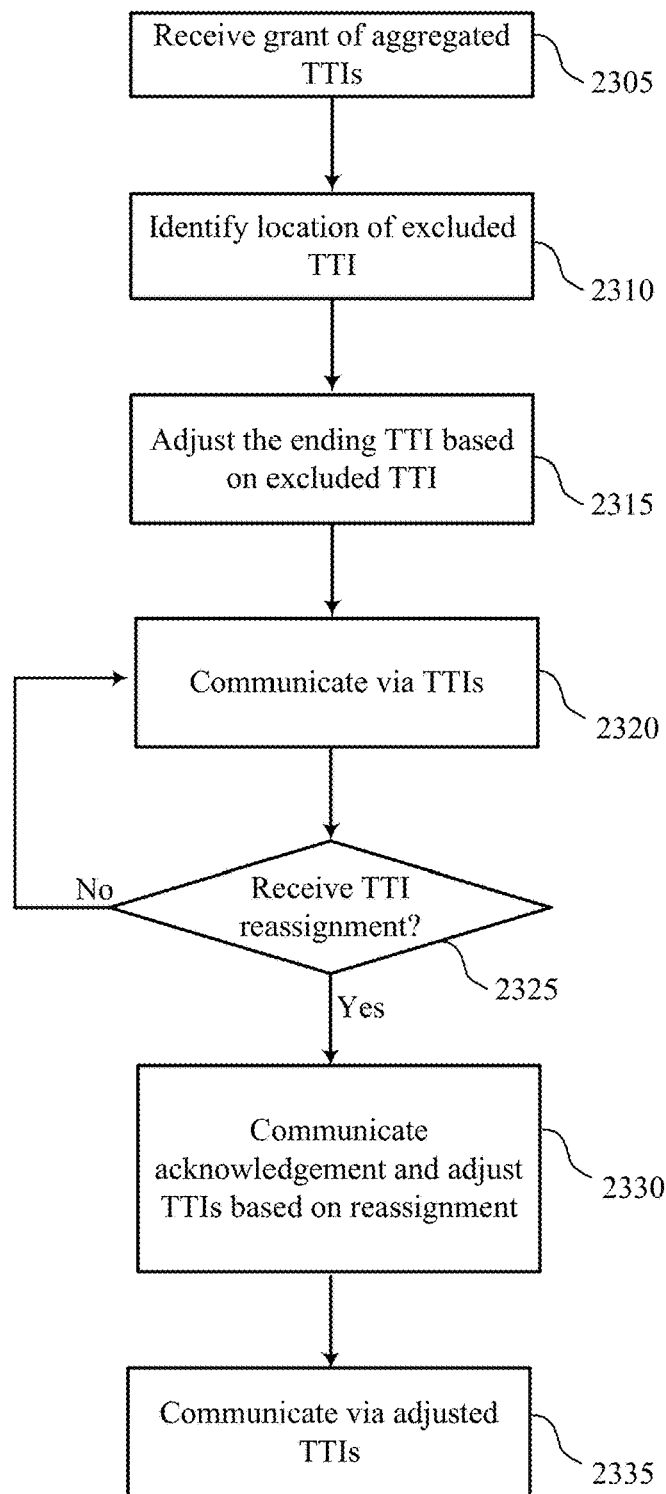 Receive grant of aggregated
TTIs
2305
Identify location of excluded
TTI
2310
Adjust the ending TTI based
on excluded TTI
2315
Communicate via TTIs
2320
No
Receive TTI
reassignment?
2325
Yes
Communicate
acknowledgement and adjust
TTIs based on reassignment
2330
Communicate via adjusted
TTIs
2335